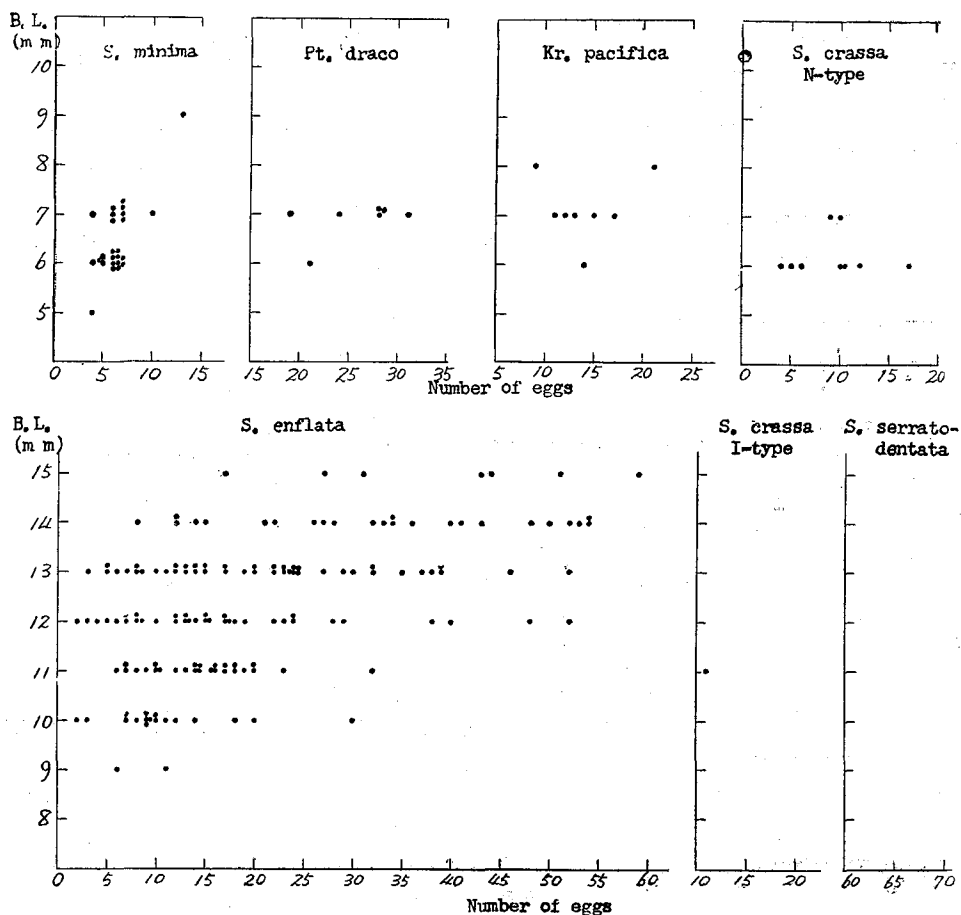 B. L.
(m m)
S. minima
Pt. draco
Kr. pacifica
S. crassa
N-type
10
9
8
7
6
5
0 5 10 15
15 20 25 30 35
5 10 15 20 25
0 5 10 15 20
Number of eggs
B. L.
(m m)
S. enflata
S. crassa
I-type
S. serrato-
dentata
15
14
13
12
11
10
9
8
0 5 10 15 20 25 30 35 40 45 50 55 60
10 15 20
60 65 70
Number of eggs